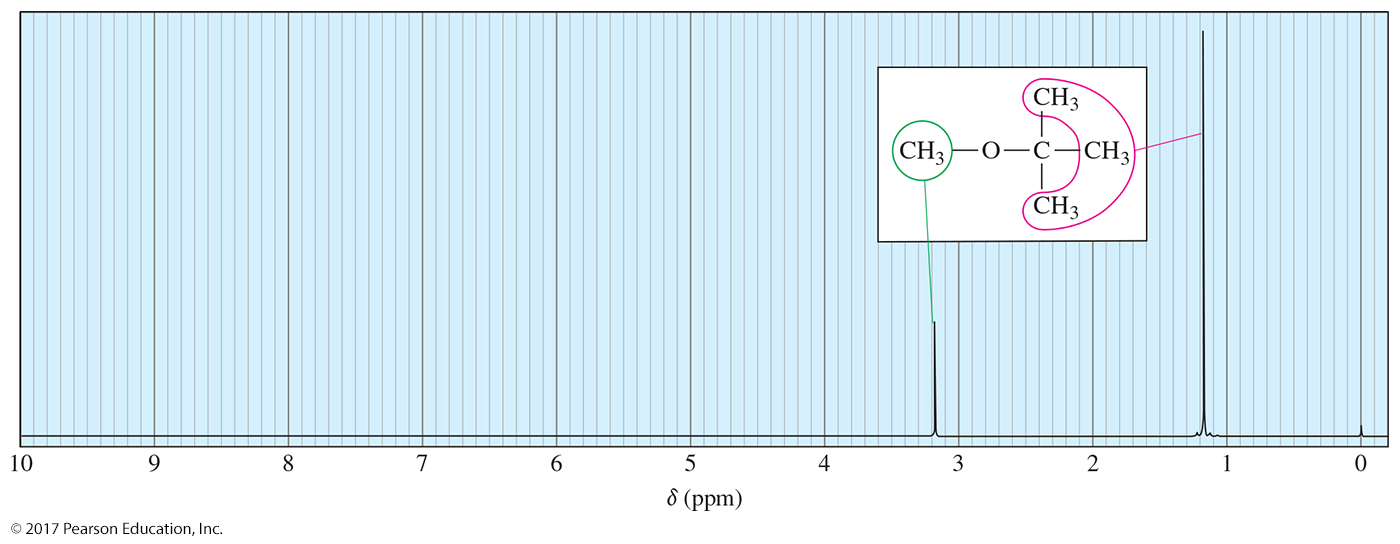 CH₃
CH₃—O—C—CH₃
CH₃
10 9 8 7 6 5 4 3 2 1 0
δ (ppm)
© 2017 Pearson Education, Inc.